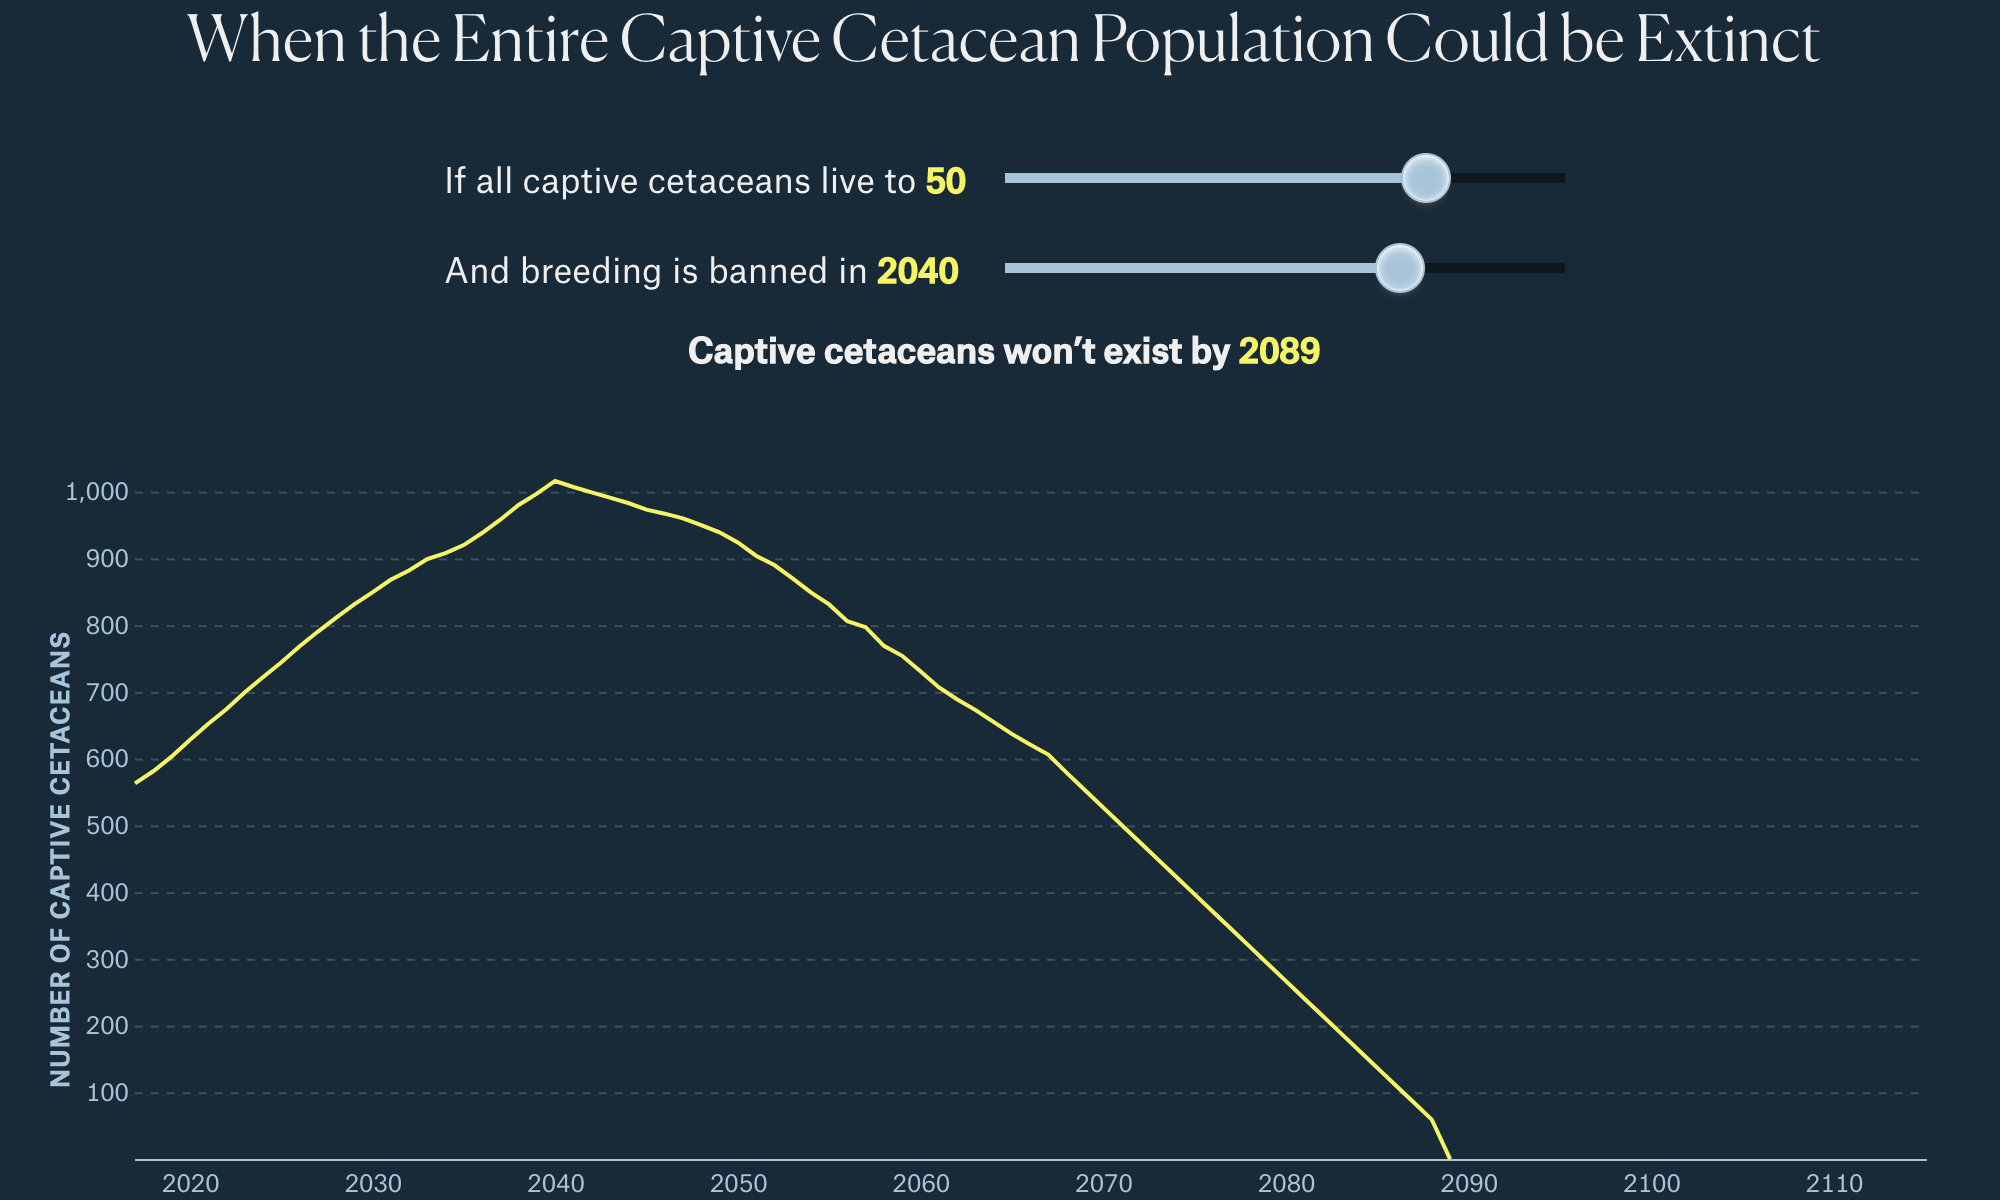 When the Entire Captive Cetacean Population Could be Extinct
If all captive cetaceans live to 50
And breeding is banned in 2040
Captive cetaceans won’t exist by 2089
NUMBER OF CAPTIVE CETACEANS
1,000
900
800
700
600
500
400
300
200
100
2020 2030 2040 2050 2060 2070 2080 2090 2100 2110